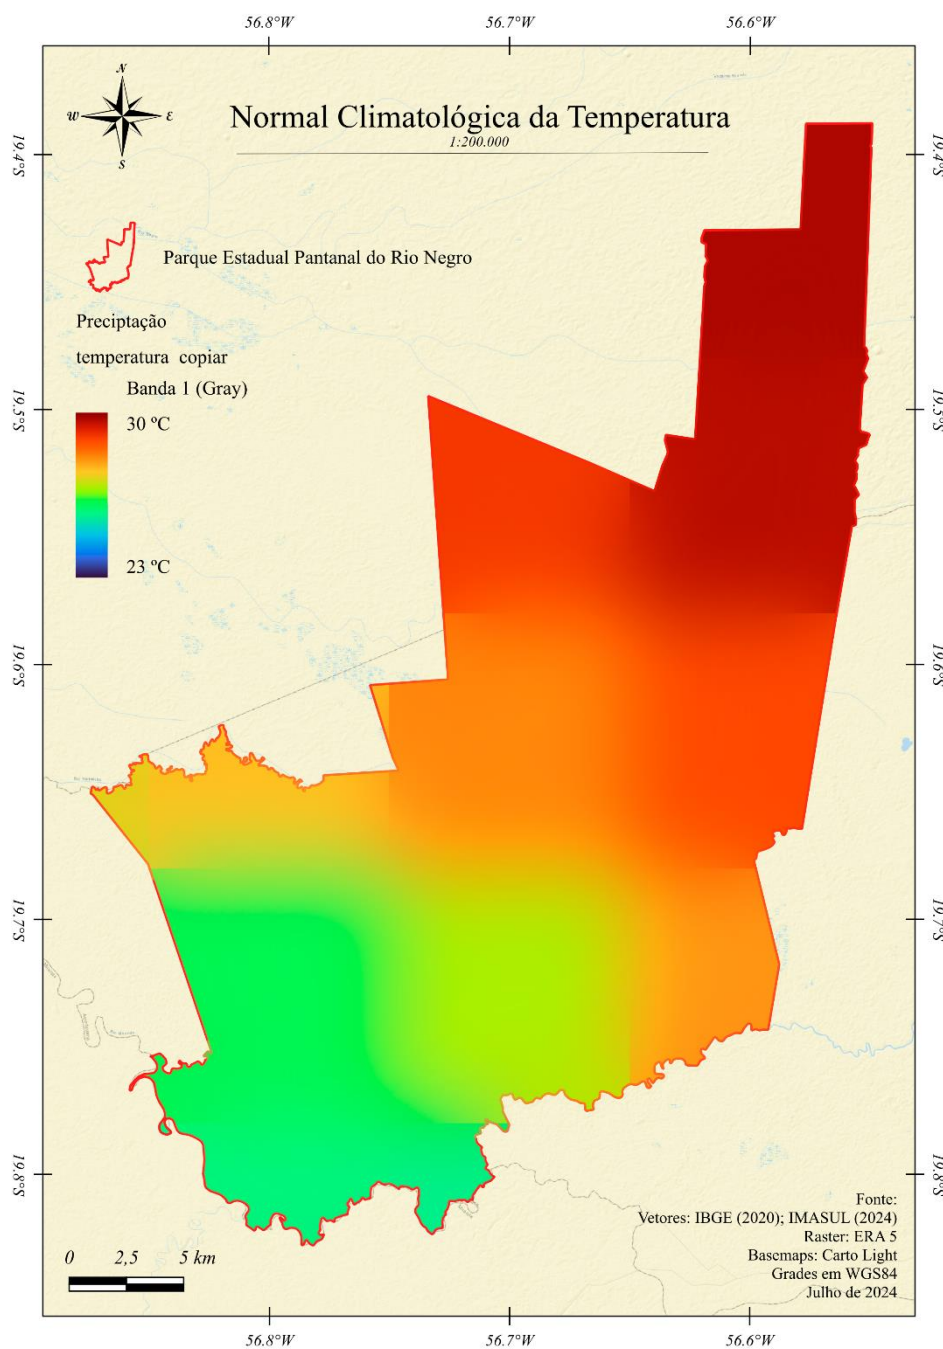 56.8°W 56.7°W 56.6°W
N
W E
S
Normal Climatológica da Temperatura
1:200.000
19.4°S 19.4°S
Parque Estadual Pantanal do Rio Negro
Preciptação
temperatura copiar
Banda 1 (Gray)
30 ºC
19.5°S 19.5°S
23 ºC
19.6°S 19.6°S
19.7°S 19.7°S
19.8°S 19.8°S
0 2,5 5 km
Fonte:
Vetores: IBGE (2020); IMASUL (2024)
Raster: ERA 5
Basemaps: Carto Light
Grades em WGS84
Julho de 2024
56.8°W 56.7°W 56.6°W